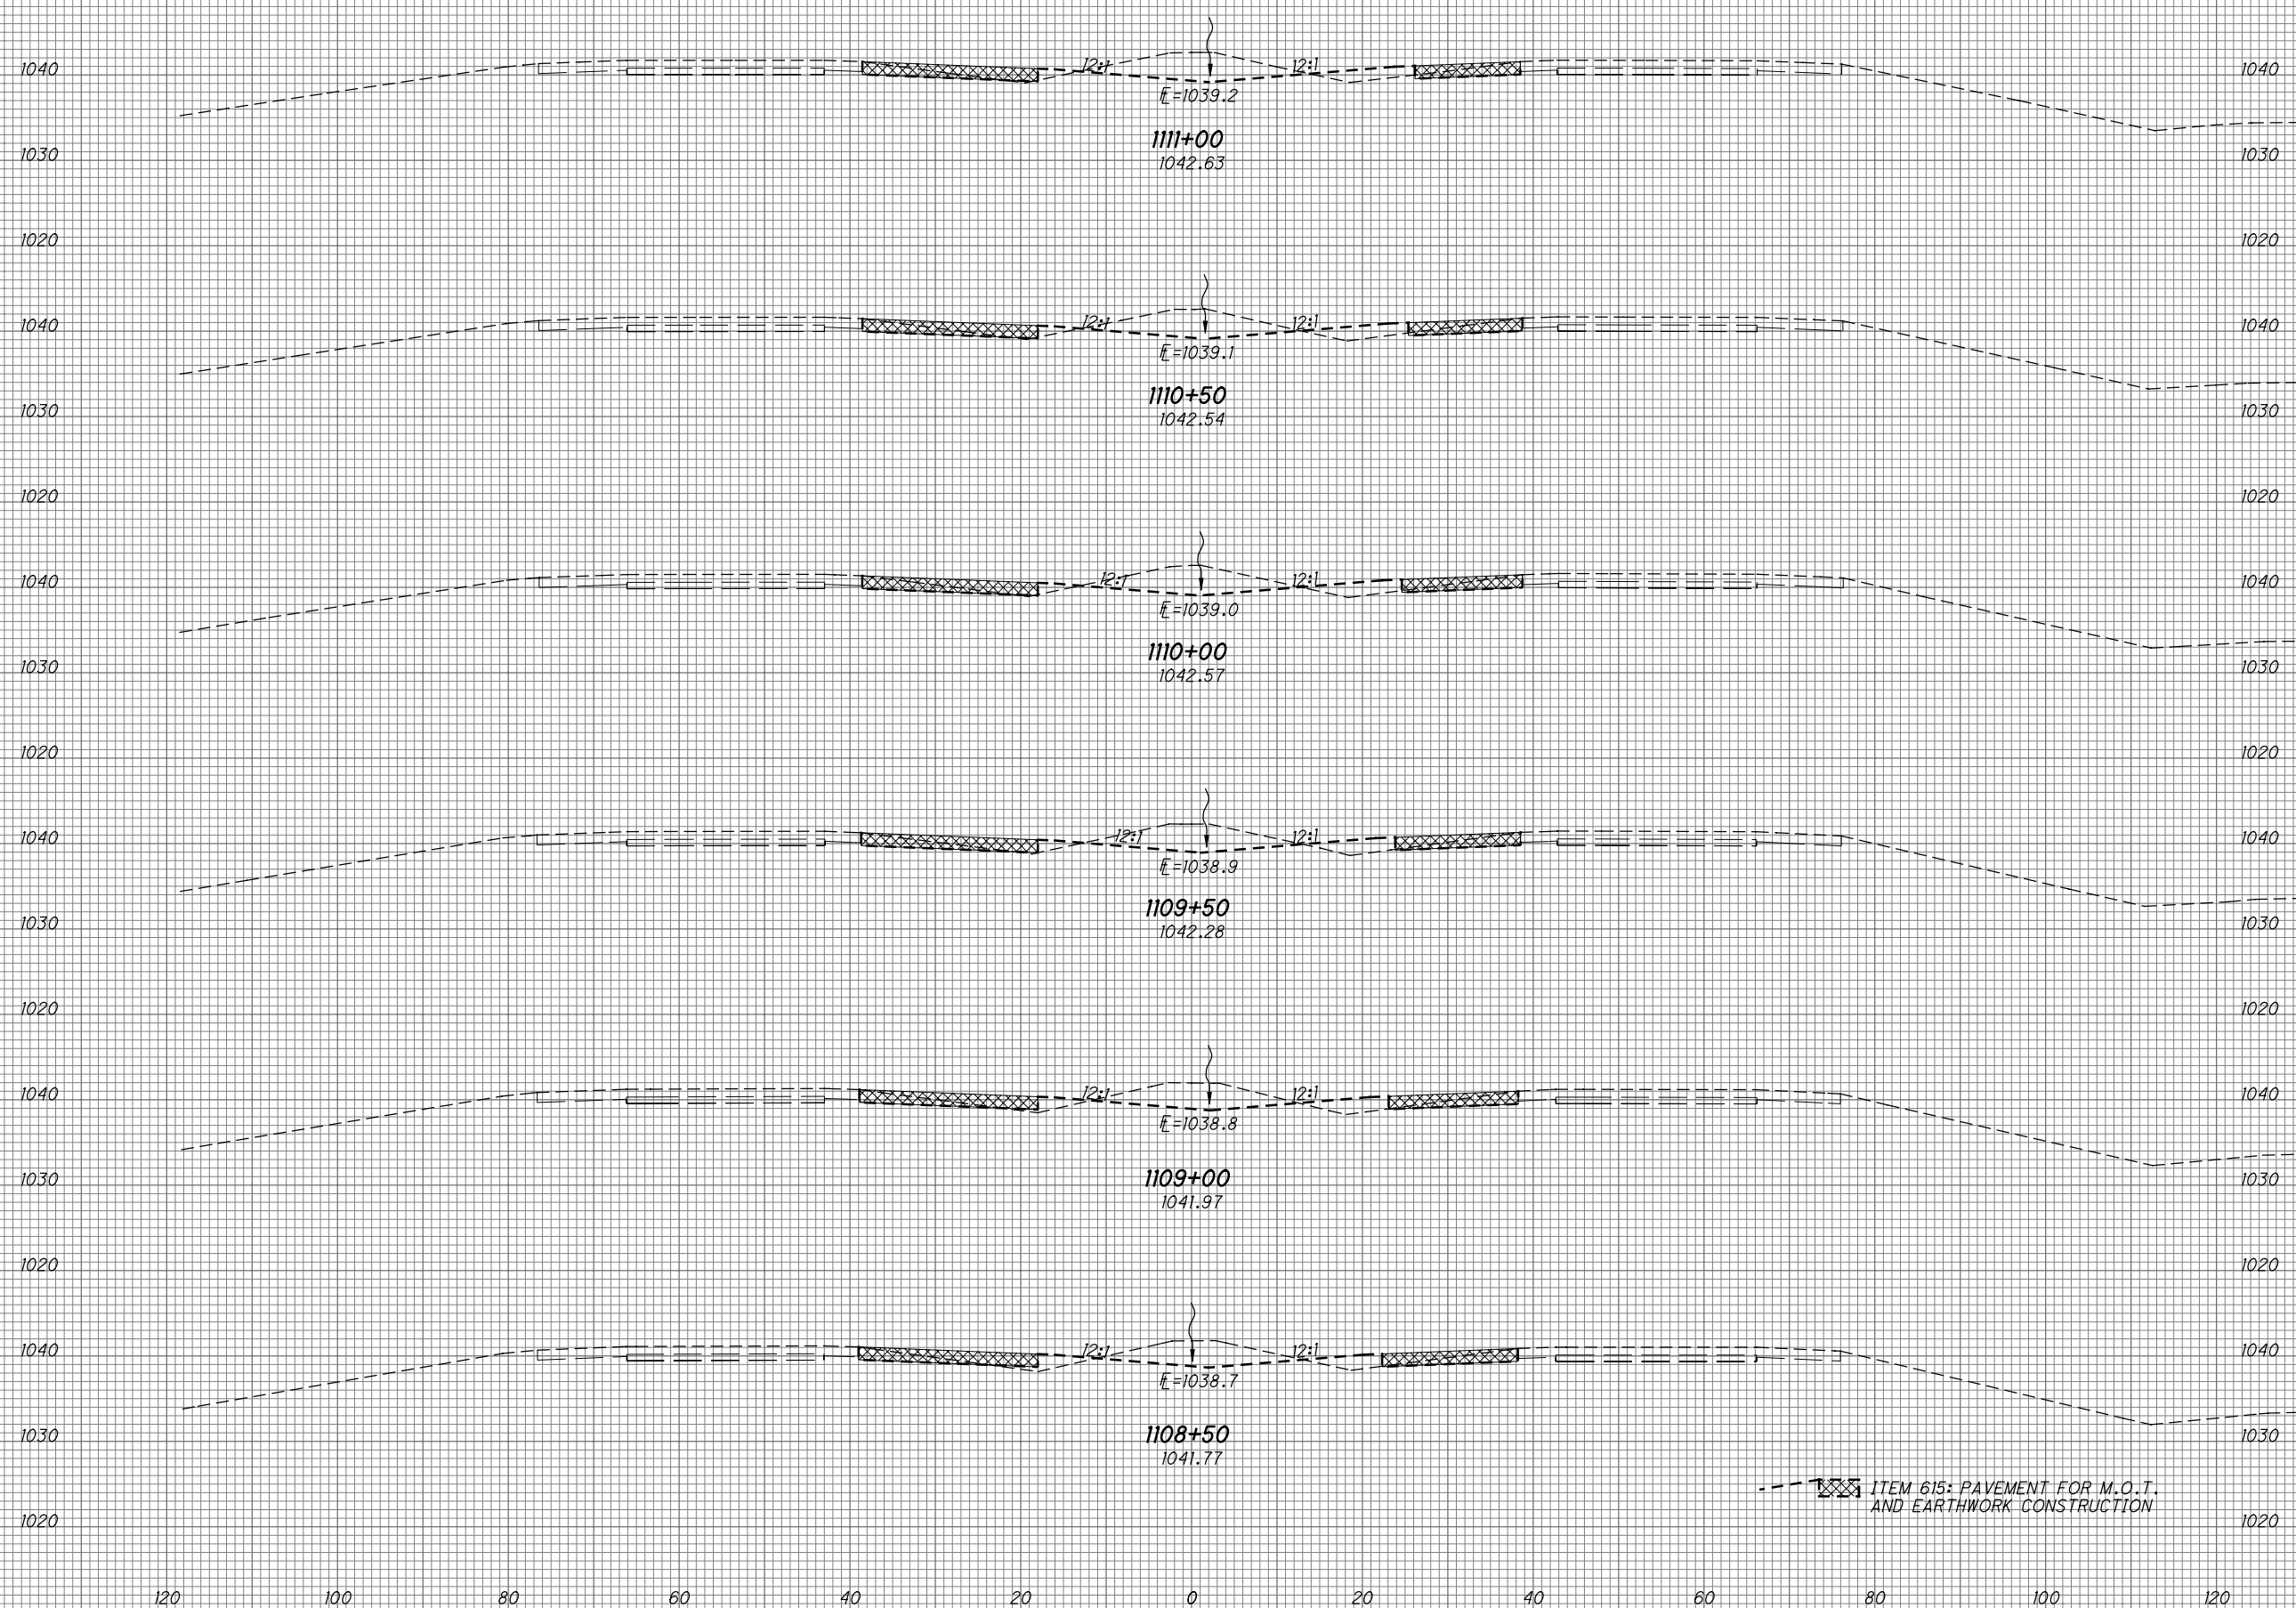 1040 12:1 12:1 1040
℄=1039.2
1111+00
1030 1042.63 1030
1020 1020
1040 12:1 12:1 1040
℄=1039.1
1110+50
1030 1042.54 1030
1020 1020
1040 12:1 12:1 1040
℄=1039.0
1110+00
1030 1042.57 1030
1020 1020
1040 12:1 12:1 1040
℄=1038.9
1109+50
1030 1042.28 1030
1020 1020
1040 12:1 12:1 1040
℄=1038.8
1109+00
1030 1041.97 1030
1020 1020
1040 12:1 12:1 1040
℄=1038.7
1108+50
1030 1041.77 1030
ITEM 615: PAVEMENT FOR M.O.T.
AND EARTHWORK CONSTRUCTION
1020 1020
120 100 80 60 40 20 0 20 40 60 80 100 120